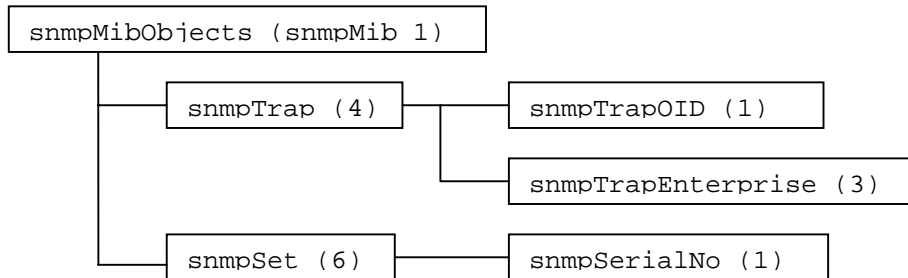 snmpMibObjects (snmpMib 1)
snmpTrap (4)
snmpTrapOID (1)
snmpTrapEnterprise (3)
snmpSet (6)
snmpSerialNo (1)